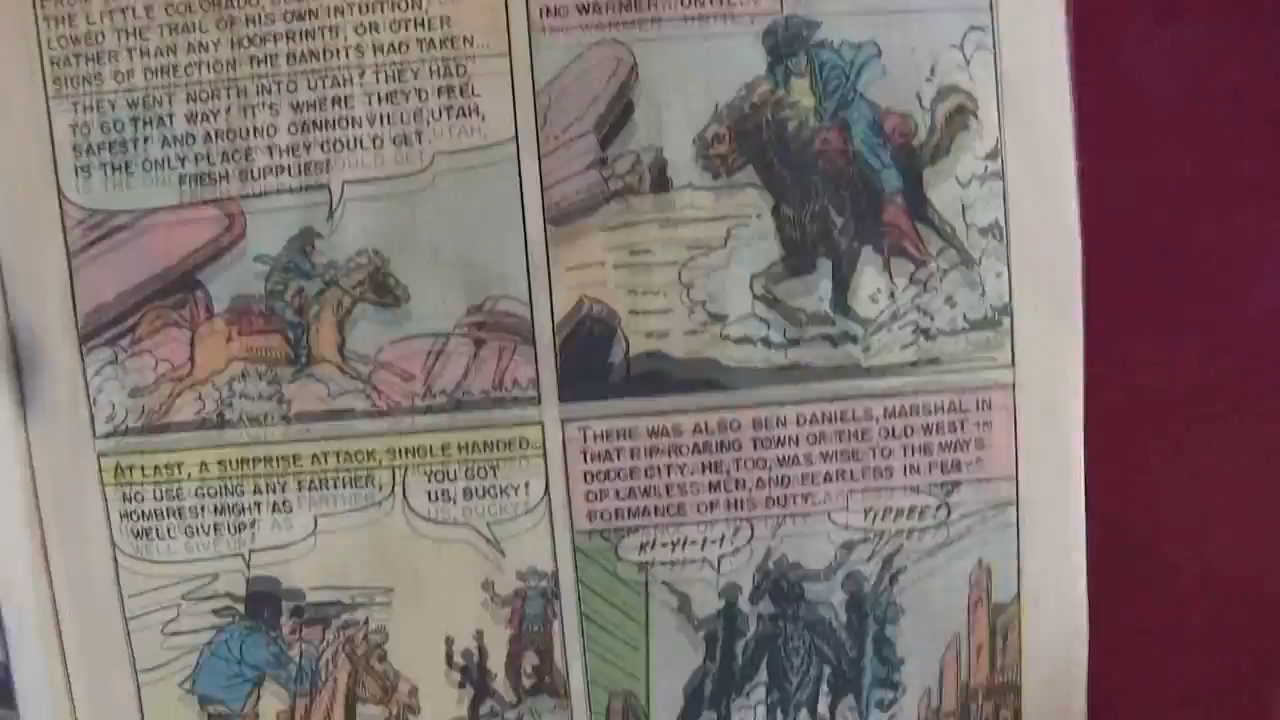 THE LITTLE COLORADO,
LOWED THE TRAIL OF HIS OWN INTUITION,
RATHER THAN ANY HOOFPRINTS, OR OTHER
SIGNS OF DIRECTION THE BANDITS HAD TAKEN...
THEY WENT NORTH INTO UTAH! THEY HAD
TO GO THAT WAY! IT'S WHERE THEY'D FEEL
SAFEST! AND AROUND CANNONVILLE, UTAH,
IS THE ONLY PLACE THEY COULD GET
FRESH SUPPLIES!
ING WARMER... UNTIL...
AT LAST, A SURPRISE ATTACK, SINGLE HANDED...
NO USE GOING ANY FARTHER,
HOMBRES! MIGHT AS
WELL GIVE UP!
YOU GOT
US, BUCKY!
THERE WAS ALSO BEN DANIELS, MARSHAL IN
THAT RIP-ROARING TOWN OF THE OLD WEST
DODGE CITY. HE, TOO, WAS WISE TO THE WAYS
OF LAWLESS MEN, AND FEARLESS IN PER-
FORMANCE OF HIS DUTY.
KI-YI-I-I!
YIPPEE!